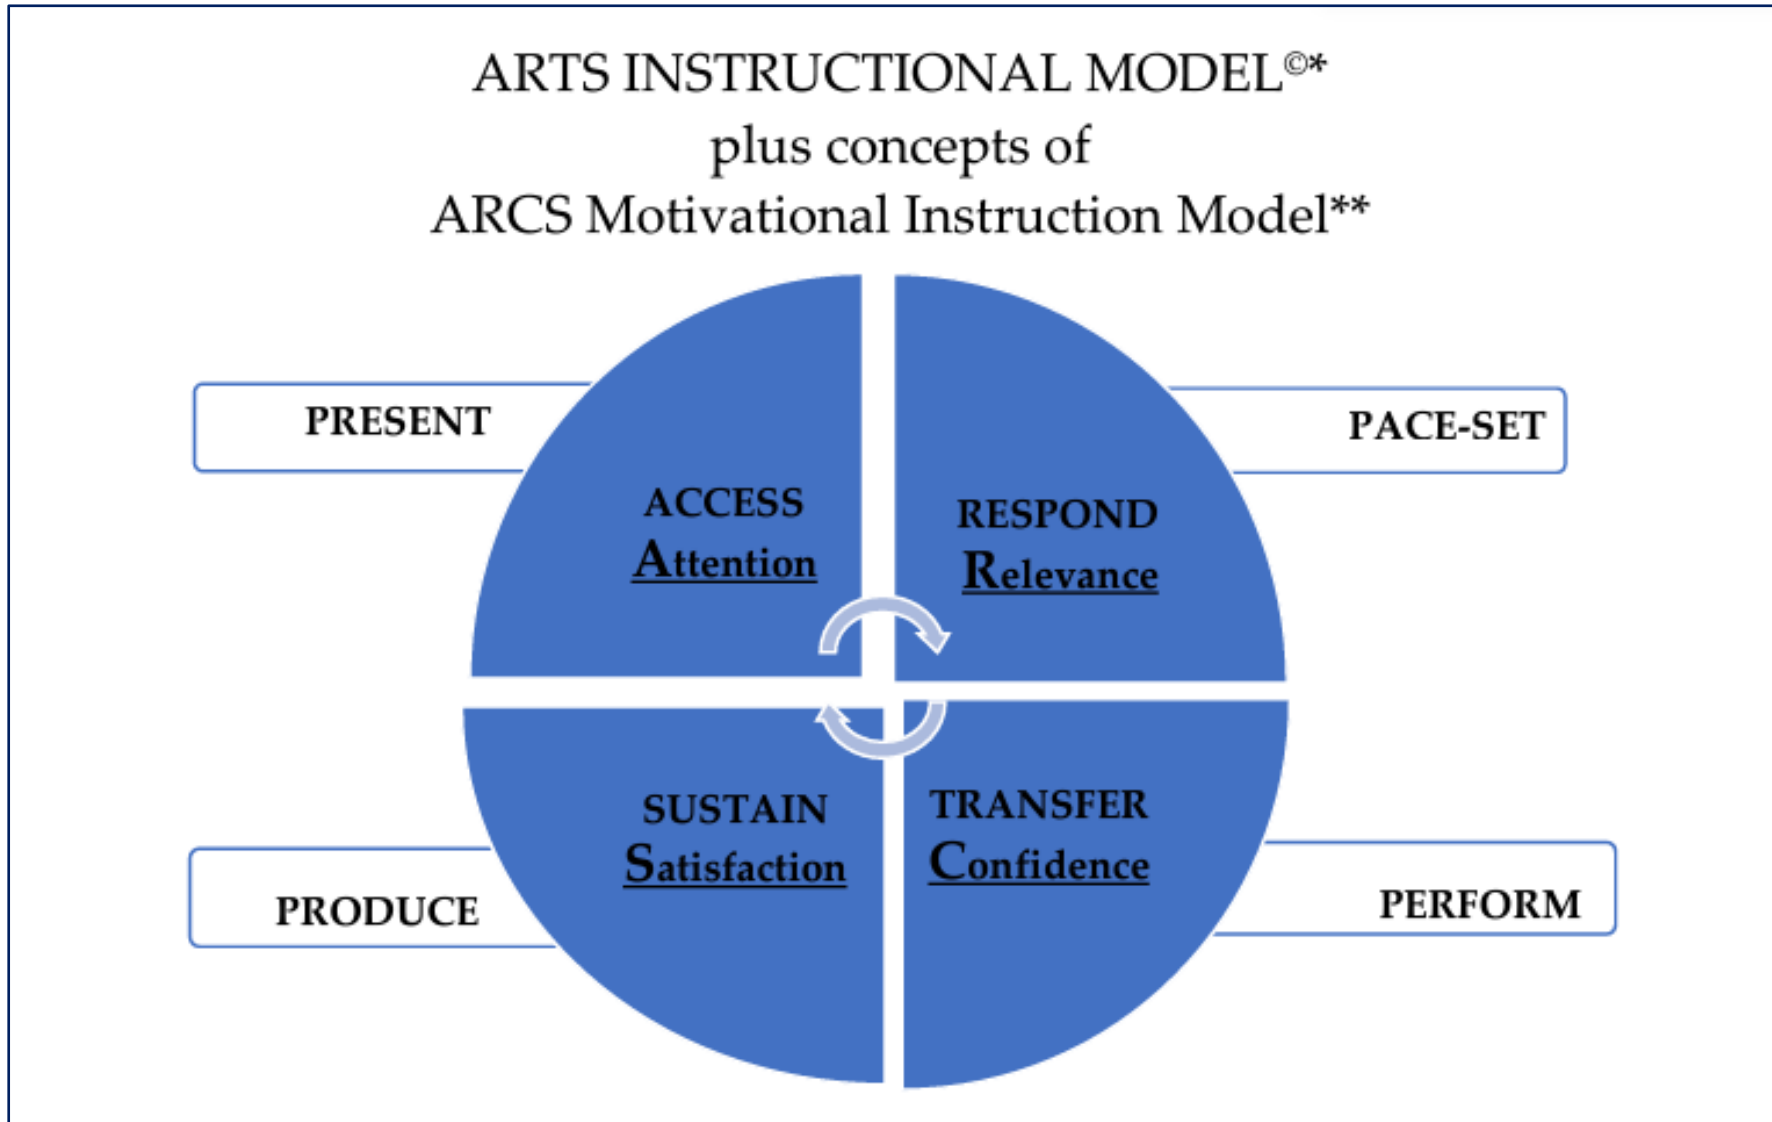 ARTS INSTRUCTIONAL MODEL©*
plus concepts of
ARCS Motivational Instruction Model**
PRESENT
PACE-SET
ACCESS
Attention
RESPOND
Relevance
SUSTAIN
Satisfaction
TRANSFER
Confidence
PRODUCE
PERFORM